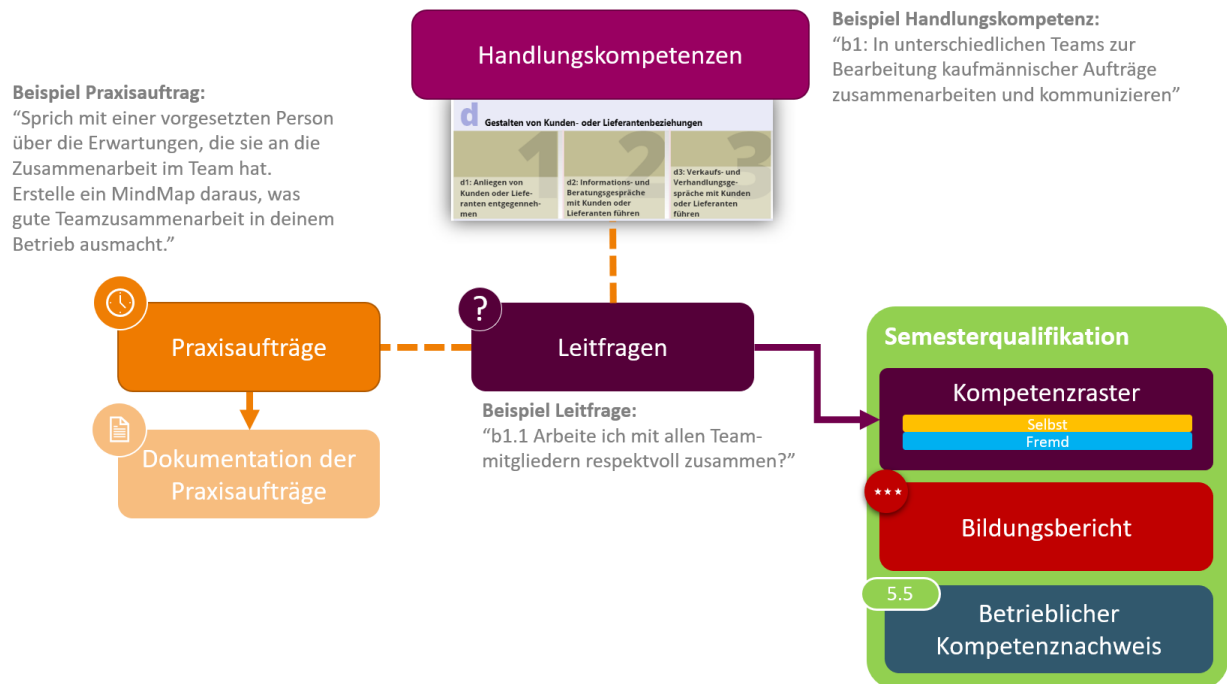 Handlungskompetenzen
Beispiel Handlungskompetenz:
“b1: In unterschiedlichen Teams zur
Bearbeitung kaufmännischer Aufträge
zusammenarbeiten und kommunizieren”
Beispiel Praxisauftrag:
“Sprich mit einer vorgesetzten Person
über die Erwartungen, die sie an die
Zusammenarbeit im Team hat.
Erstelle ein MindMap daraus, was
gute Teamzusammenarbeit in deinem
Betrieb ausmacht.”
d Gestalten von Kunden- oder Lieferantenbeziehungen
1
d1: Anliegen von
Kunden oder Liefe-
ranten entgegenneh-
men
2
d2: Informations- und
Beratungsgespräche
mit Kunden oder
Lieferanten führen
3
d3: Verkaufs- und
Verhandlungsge-
spräche mit Kunden
oder Lieferanten
führen
Praxisaufträge
Dokumentation der
Praxisaufträge
?
Leitfragen
Beispiel Leitfrage:
“b1.1 Arbeite ich mit allen Team-
mitgliedern respektvoll zusammen?”
Semesterqualifikation
Kompetenzraster
Selbst
Fremd
Bildungsbericht
5.5
Betrieblicher
Kompetenznachweis